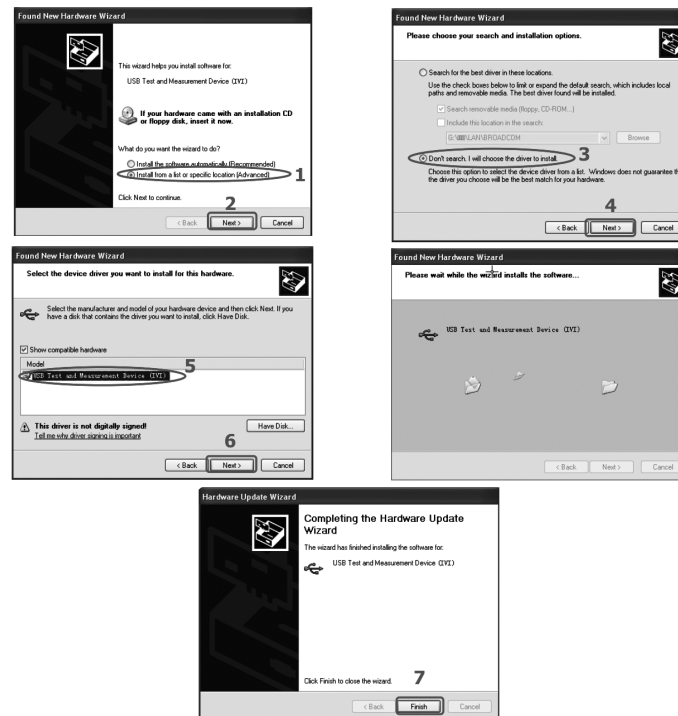 Found New Hardware Wizard
This wizard helps you install software for:
USB Test and Measurement Device (IVI)
If your hardware came with an installation CD
or floppy disk, insert it now.
What do you want the wizard to do?
Install the software automatically (Recommended)
Install from a list or specific location (Advanced)
1
Click Next to continue.
2
< Back
Next >
Cancel
Found New Hardware Wizard
Please choose your search and installation options.
Search for the best driver in these locations.
Use the check boxes below to limit or expand the default search, which includes local
paths and removable media. The best driver found will be installed.
Search removable media (floppy, CD-ROM...)
Include this location in the search:
LAN\BROADCOM
Browse
Don't search. I will choose the driver to install.
3
Choose this option to select the device driver from a list. Windows does not guarantee
the driver you choose will be the best match for your hardware.
4
< Back
Next >
Cancel
Found New Hardware Wizard
Select the device driver you want to install for this hardware.
Select the manufacturer and model of your hardware device and then click Next. If you
have a disk that contains the driver you want to install, click Have Disk.
Show compatible hardware
Model
5
USB Test and Measurement Device (IVI)
This driver is not digitally signed!
Tell me why driver signing is important
Have Disk...
6
< Back
Next >
Cancel
Found New Hardware Wizard
Please wait while the wizard installs the software...
USB Test and Measurement Device (IVI)
< Back
Next >
Cancel
Hardware Update Wizard
Completing the Hardware Update
Wizard
The wizard has finished installing the software for:
USB Test and Measurement Device (IVI)
Click Finish to close the wizard.
7
< Back
Finish
Cancel